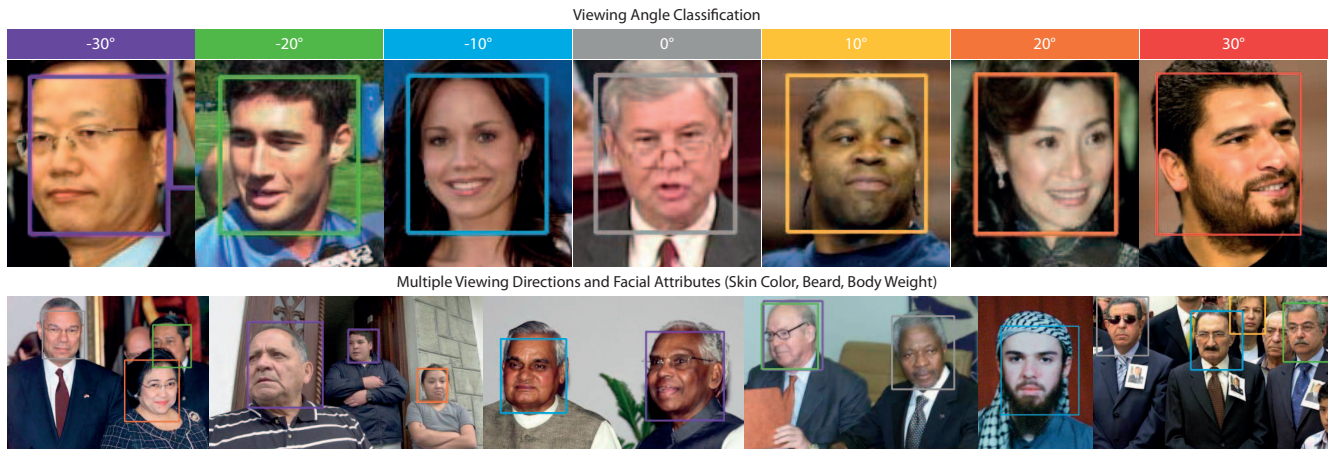 Viewing Angle Classification
-30° -20° -10° 0° 10° 20° 30°
Multiple Viewing Directions and Facial Attributes (Skin Color, Beard, Body Weight)